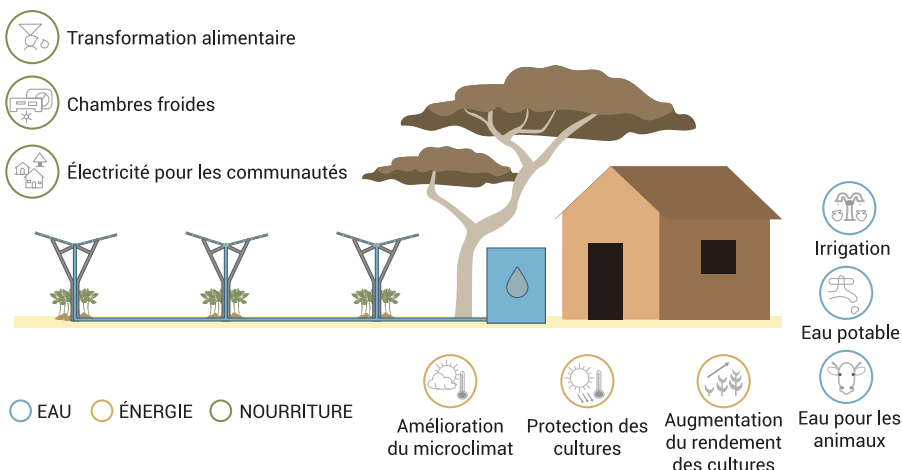 Transformation alimentaire
Chambres froides
Électricité pour les communautés
Irrigation
Eau potable
Eau pour les
animaux
EAU
ÉNERGIE
NOURRITURE
Amélioration
du microclimat
Protection des
cultures
Augmentation
du rendement
des cultures